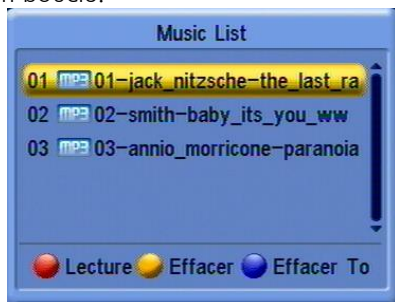 Music List
01 mp3 01-jack_nitzsche-the_last_ra
02 mp3 02-smith-baby_its_you_ww
03 mp3 03-annio_morricone-paranoia
Lecture Effacer Effacer To